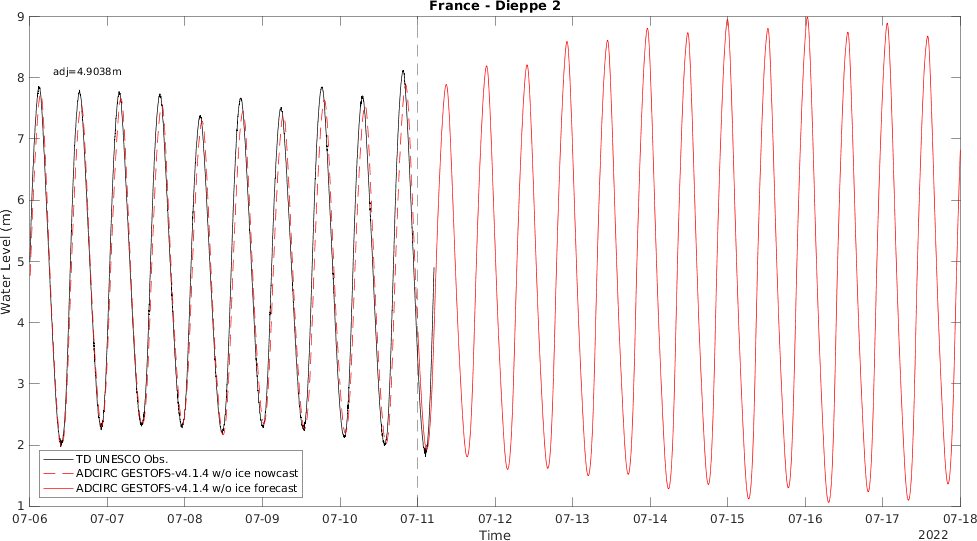 France - Dieppe 2
9
8
7
6
5
4
3
2
1
Water Level (m)
adj=4.9038m
TD UNESCO Obs.
ADCIRC GESTOFS-v4.1.4 w/o ice nowcast
ADCIRC GESTOFS-v4.1.4 w/o ice forecast
07-06 07-07 07-08 07-09 07-10 07-11 07-12 07-13 07-14 07-15 07-16 07-17 07-18
Time
2022